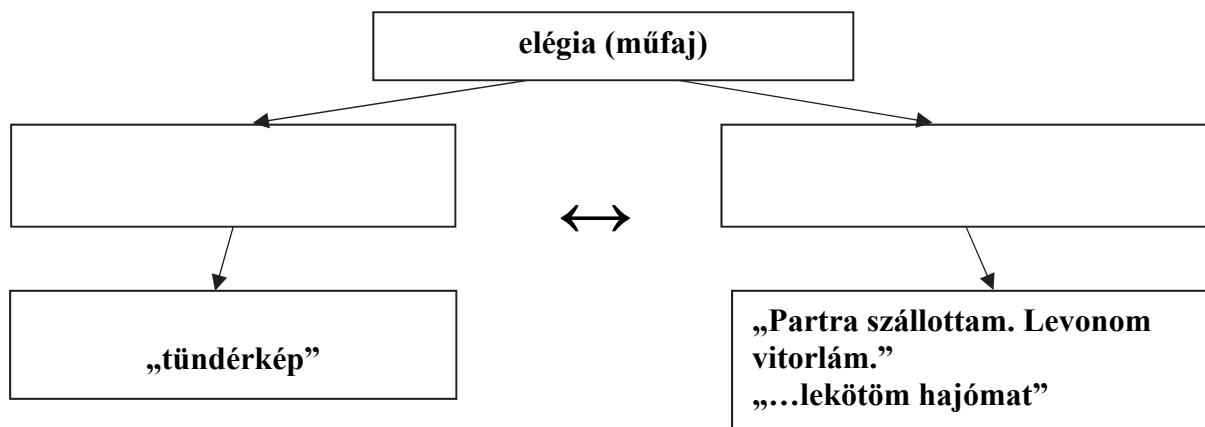 elégia (műfaj)
„tündérkép”
„Partra szállottam. Levonom
vitorlám.”
„…lekötöm hajómat”